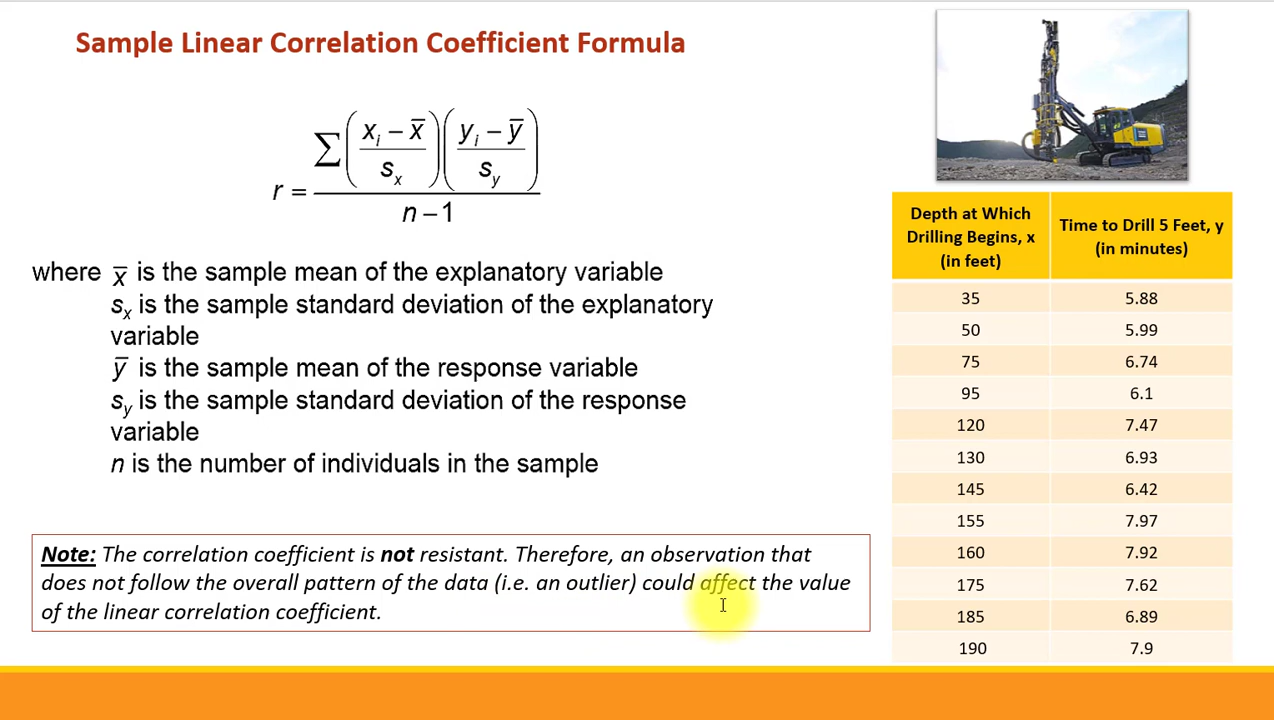 Sample Linear Correlation Coefficient Formula
r = ∑ ( (xᵢ − x̄) / sₓ ) ( (yᵢ − ȳ) / s_y ) / (n − 1)
where x̄ is the sample mean of the explanatory variable
sₓ is the sample standard deviation of the explanatory
variable
ȳ is the sample mean of the response variable
s_y is the sample standard deviation of the response
variable
n is the number of individuals in the sample
Note: The correlation coefficient is not resistant. Therefore, an observation that
does not follow the overall pattern of the data (i.e. an outlier) could affect the value
of the linear correlation coefficient.
Depth at Which
Drilling Begins, x
(in feet)
Time to Drill 5 Feet, y
(in minutes)
35 5.88
50 5.99
75 6.74
95 6.1
120 7.47
130 6.93
145 6.42
155 7.97
160 7.92
175 7.62
185 6.89
190 7.9